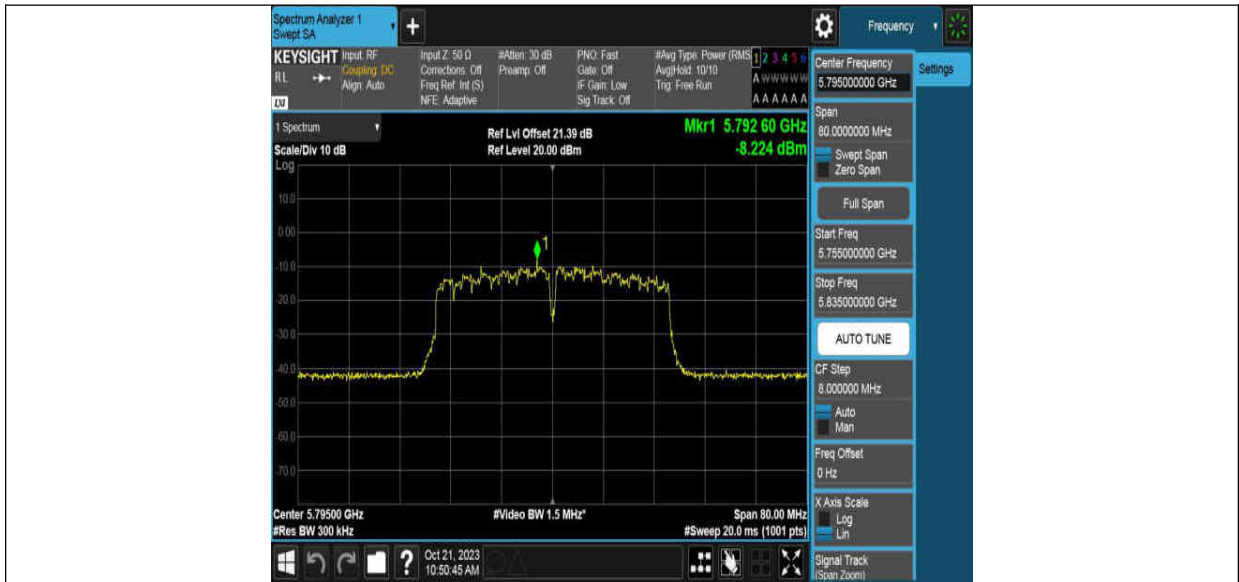 Spectrum Analyzer 1
Swept SA
Frequency
KEYSIGHT
RL
LXI
Input: RF
Coupling: DC
Align: Auto
Input Z: 50 Ω
Corrections: Off
Freq Ref: Int (S)
NFE: Adaptive
#Atten: 30 dB
Preamp: Off
PNO: Fast
Gate: Off
IF Gain: Low
Sig Track: Off
#Avg Type: Power (RMS
Avg|Hold: 10/10
Trig: Free Run
1 2 3 4 5 6
A W W W W W
A A A A A A
1 Spectrum
Scale/Div 10 dB
Log
Ref Lvl Offset 21.39 dB
Ref Level 20.00 dBm
Mkr1 5.792 60 GHz
-8.224 dBm
10.0
0.00
-10.0
-20.0
-30.0
-40.0
-50.0
-60.0
-70.0
1
Center 5.79500 GHz
#Res BW 300 kHz
#Video BW 1.5 MHz*
Span 80.00 MHz
#Sweep 20.0 ms (1001 pts)
Oct 21, 2023
10:50:45 AM
Center Frequency
5.795000000 GHz
Settings
Span
80.0000000 MHz
Swept Span
Zero Span
Full Span
Start Freq
5.755000000 GHz
Stop Freq
5.835000000 GHz
AUTO TUNE
CF Step
8.000000 MHz
Auto
Man
Freq Offset
0 Hz
X Axis Scale
Log
Lin
Signal Track
(Span Zoom)